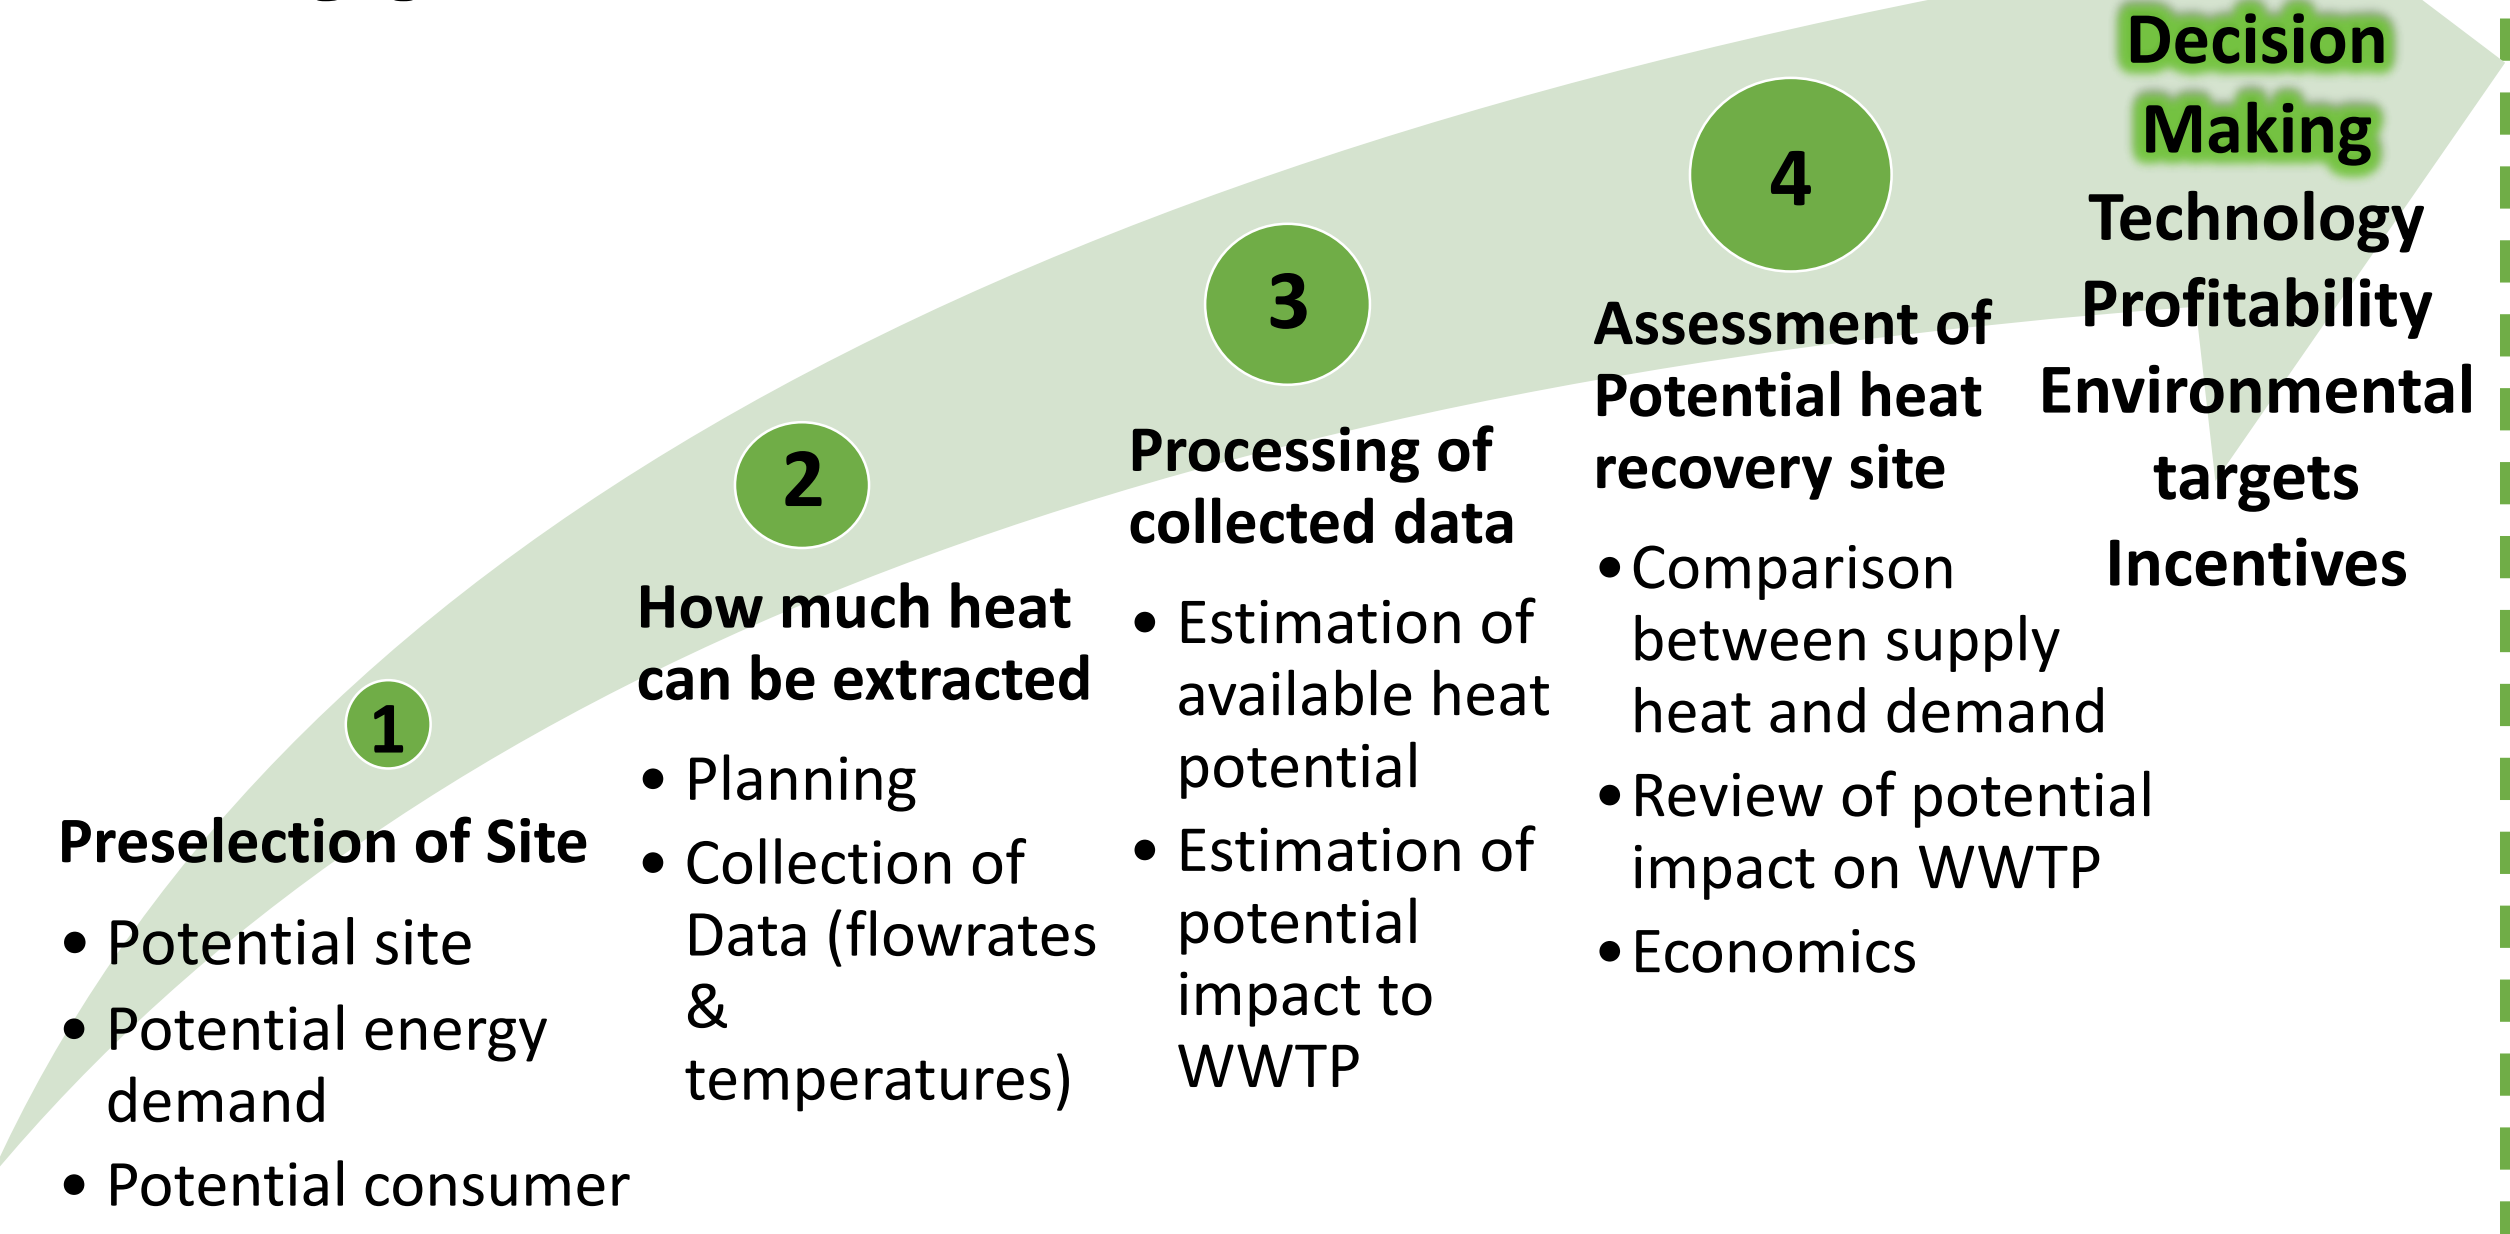 1
Preselection of Site
• Potential site
• Potential energy
demand
• Potential consumer
2
How much heat
can be extracted
• Planning
• Collection of
Data (flowrates
&
temperatures)
3
Processing of
collected data
• Estimation of
available heat
potential
• Estimation of
potential
impact to
WWTP
4
Assessment of
Potential heat
recovery site
• Comparison
between supply
heat and demand
• Review of potential
impact on WWTP
• Economics
Decision
Making
Technology
Profitability
Environmental
targets
Incentives